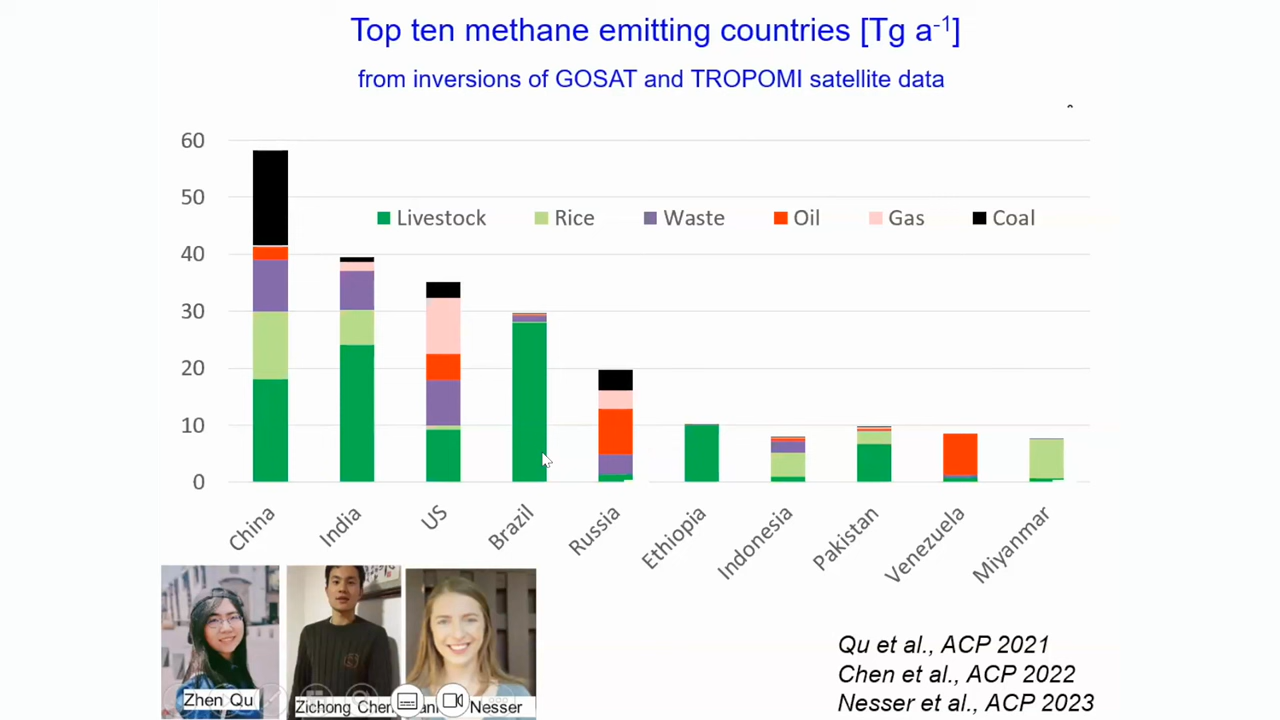 Top ten methane emitting countries [Tg a⁻¹]
from inversions of GOSAT and TROPOMI satellite data
60
50
40
30
20
10
0
Livestock Rice Waste Oil Gas Coal
China India US Brazil Russia Ethiopia Indonesia Pakistan Venezuela Miyanmar
Zhen Qu
Zichong Chen
Nesser
Qu et al., ACP 2021
Chen et al., ACP 2022
Nesser et al., ACP 2023